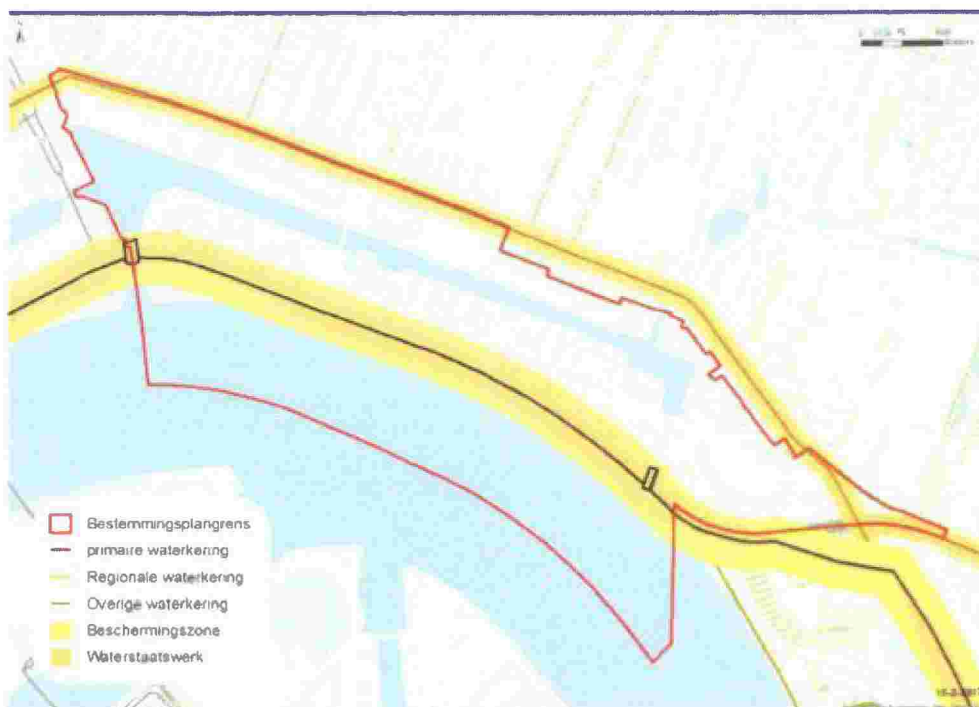 Bestemmingsplangrens
primaire waterkering
Regionale waterkering
Overige waterkering
Beschermingszone
Waterstaatswerk